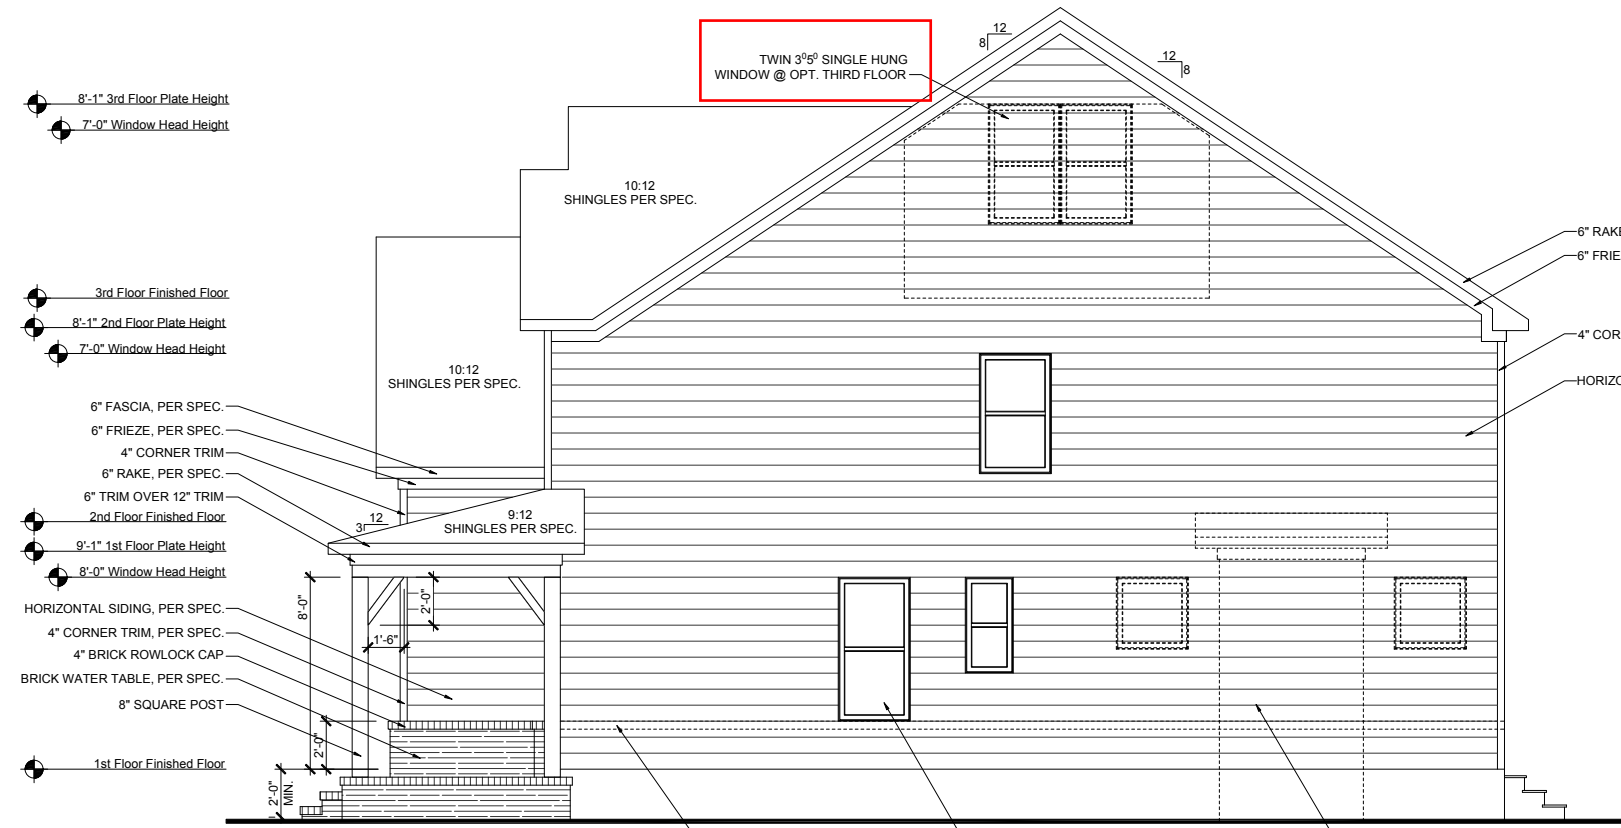 12
8
12
8
TWIN 3⁰5⁰ SINGLE HUNG
WINDOW @ OPT. THIRD FLOOR
8'-1" 3rd Floor Plate Height
7'-0" Window Head Height
10:12
SHINGLES PER SPEC.
6" RAKE
6" FRIE
3rd Floor Finished Floor
8'-1" 2nd Floor Plate Height
7'-0" Window Head Height
4" COR
HORIZO
10:12
SHINGLES PER SPEC.
6" FASCIA, PER SPEC.
6" FRIEZE, PER SPEC.
4" CORNER TRIM
6" RAKE, PER SPEC.
6" TRIM OVER 12" TRIM
2nd Floor Finished Floor
12
3
9:12
SHINGLES PER SPEC.
9'-1" 1st Floor Plate Height
8'-0" Window Head Height
8'-0"
2'-0"
1'-6"
HORIZONTAL SIDING, PER SPEC.
4" CORNER TRIM, PER SPEC.
4" BRICK ROWLOCK CAP
BRICK WATER TABLE, PER SPEC.
8" SQUARE POST
2'-0"
1st Floor Finished Floor
2'-0"
MIN.